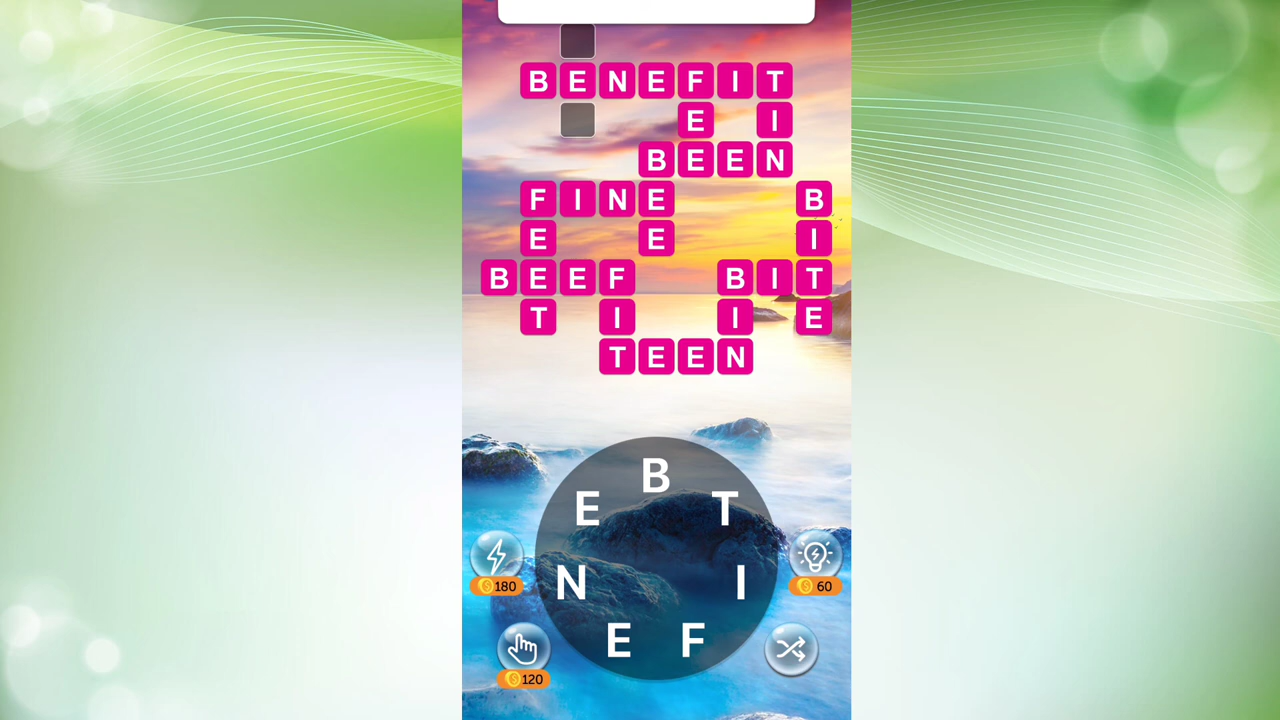 BENEFIT
E I
BEEN
FINE B
E E I
BEEF BIT
T I I E
TEEN
B
E T
N I
E F
180
60
120